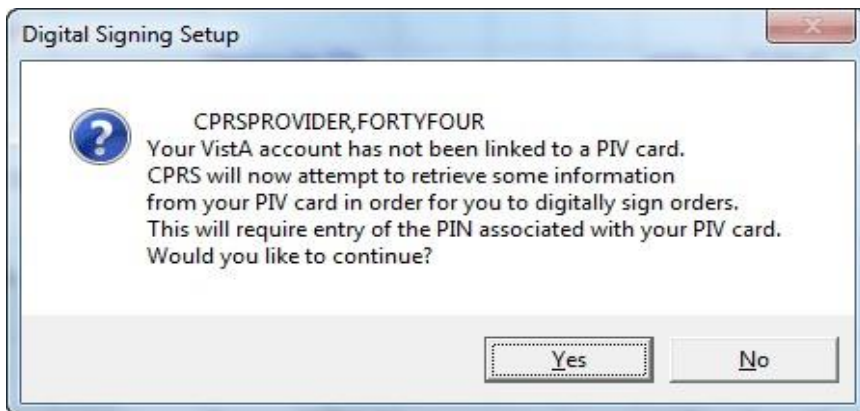 Digital Signing Setup
CPRSPROVIDER,FORTYFOUR
Your VistA account has not been linked to a PIV card.
CPRS will now attempt to retrieve some information
from your PIV card in order for you to digitally sign orders.
This will require entry of the PIN associated with your PIV card.
Would you like to continue?
Yes
No